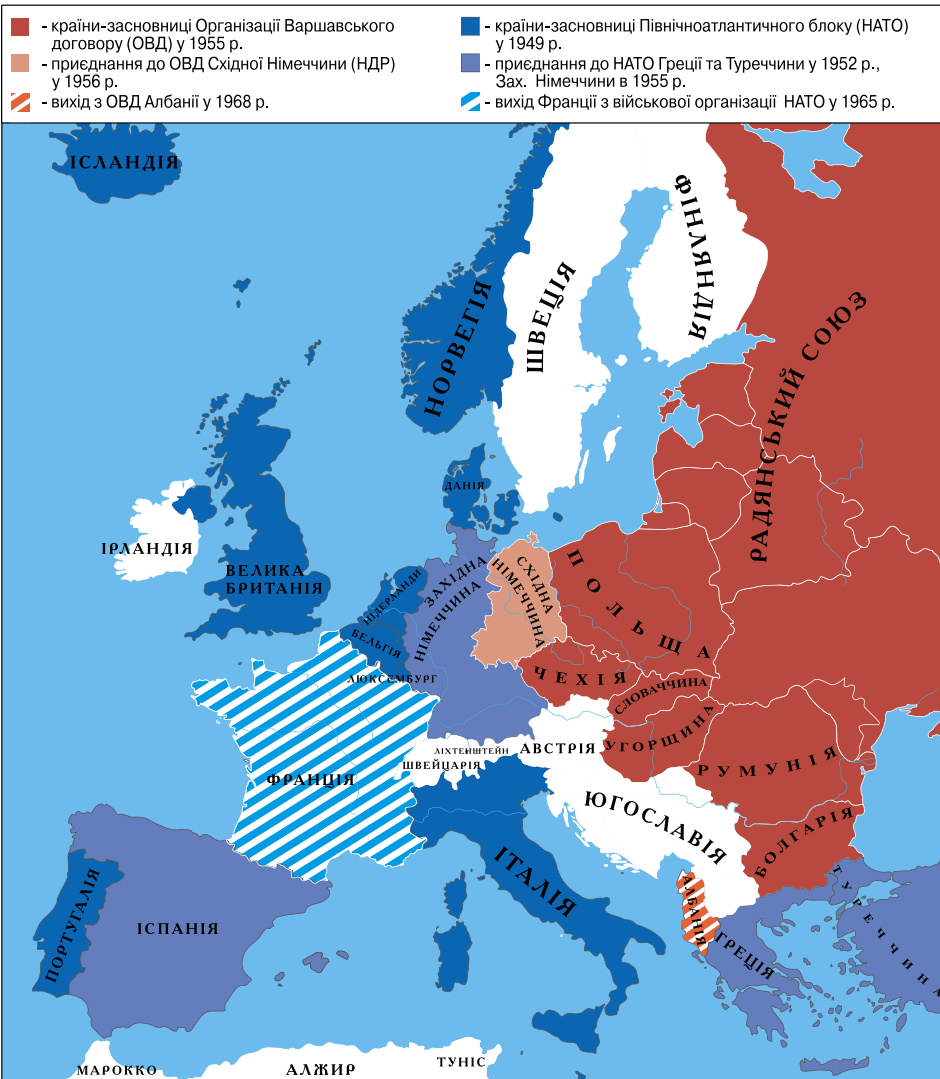 - країни-засновниці Організації Варшавського
договору (ОВД) у 1955 р.
- приєднання до ОВД Східної Німеччини (НДР)
у 1956 р.
- вихід з ОВД Албанії у 1968 р.
- країни-засновниці Північноатлантичного блоку (НАТО)
у 1949 р.
- приєднання до НАТО Греції та Туреччини у 1952 р.,
Зах. Німеччини в 1955 р.
- вихід Франції з військової організації НАТО у 1965 р.
ІСЛАНДІЯ
НОРВЕГІЯ
ШВЕЦІЯ
ФІНЛЯНДІЯ
РАДЯНСЬКИЙ СОЮЗ
ДАНІЯ
ІРЛАНДІЯ
ВЕЛИКА
БРИТАНІЯ
НІДЕРЛАНДИ
БЕЛЬГІЯ
ЛЮКСЕМБУРГ
ЗАХІДНА
НІМЕЧЧИНА
СХІДНА
НІМЕЧЧИНА
ПОЛЬЩА
ЧЕХІЯ
СЛОВАЧЧИНА
УГОРЩИНА
РУМУНІЯ
ЛІХТЕНШТЕЙН
ШВЕЙЦАРІЯ
АВСТРІЯ
ФРАНЦІЯ
ЮГОСЛАВІЯ
БОЛГАРІЯ
ІТАЛІЯ
АЛБАНІЯ
ГРЕЦІЯ
ТУРЕЧЧИНА
ПОРТУГАЛІЯ
ІСПАНІЯ
МАРОККО
АЛЖИР
ТУНІС